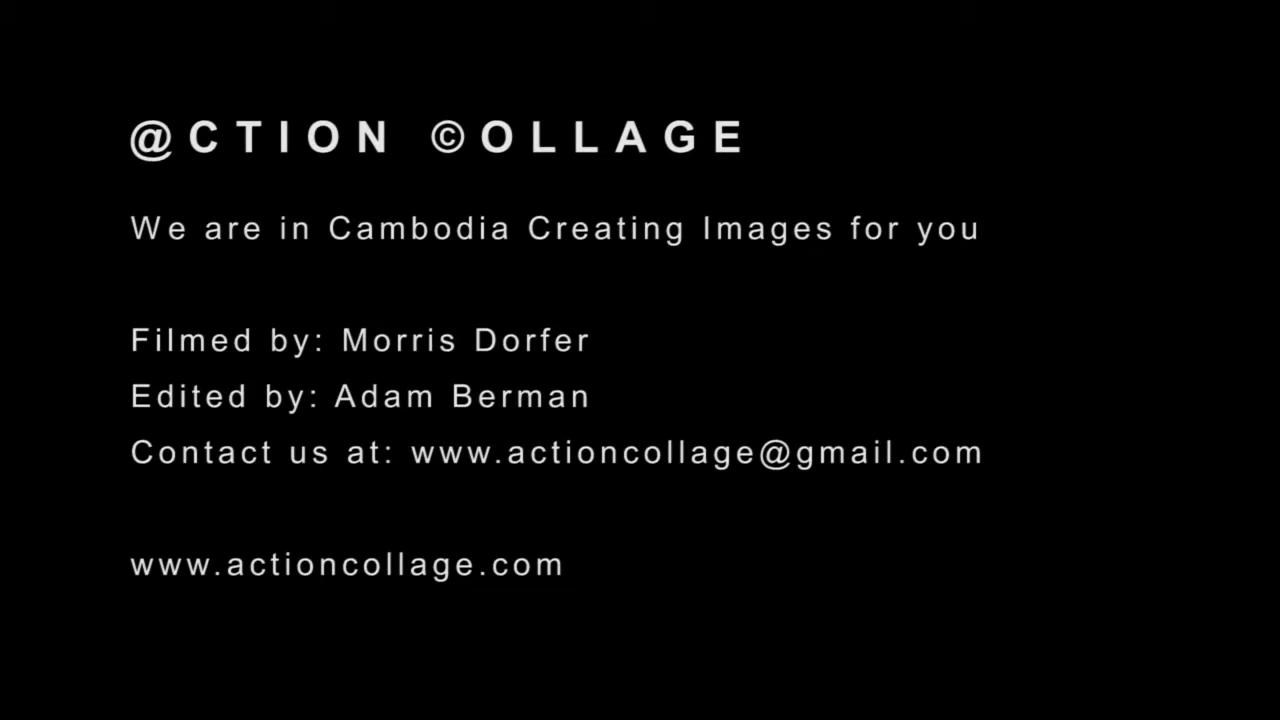 @CTION ©OLLAGE
We are in Cambodia Creating Images for you
Filmed by: Morris Dorfer
Edited by: Adam Berman
Contact us at: www.actioncollage@gmail.com
www.actioncollage.com